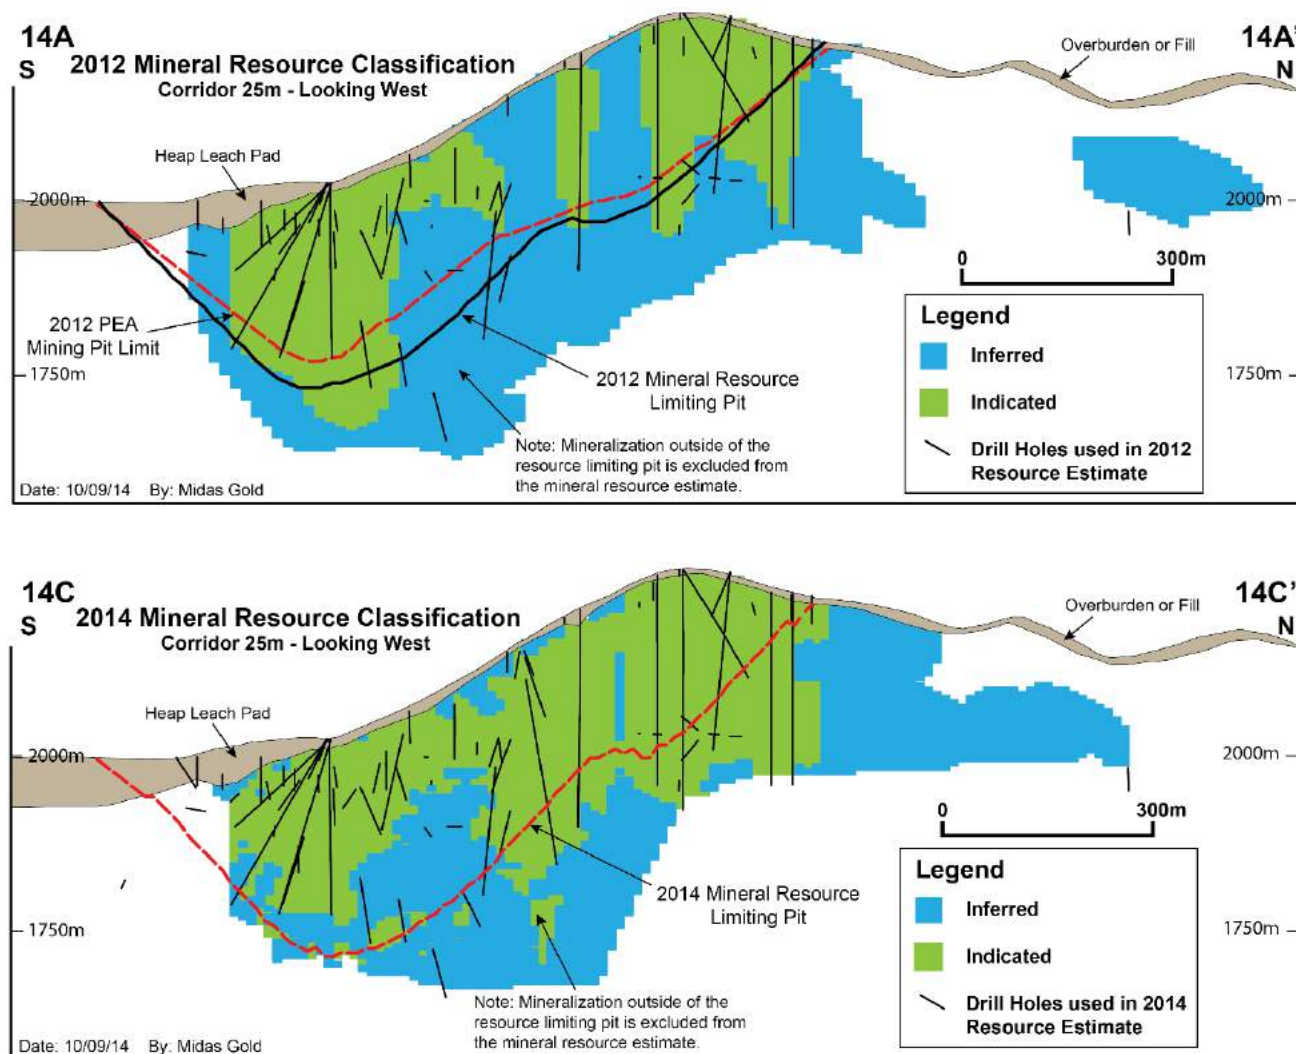 14A
S
2012 Mineral Resource Classification
Corridor 25m - Looking West
14A'
N
Overburden or Fill
Heap Leach Pad
2000m
2000m
0 300m
2012 PEA
Mining Pit Limit
1750m
1750m
2012 Mineral Resource
Limiting Pit
Note: Mineralization outside of the
resource limiting pit is excluded from
the mineral resource estimate.
Legend
Inferred
Indicated
Drill Holes used in 2012
Resource Estimate
Date: 10/09/14 By: Midas Gold
14C
S
2014 Mineral Resource Classification
Corridor 25m - Looking West
14C'
N
Overburden or Fill
Heap Leach Pad
2000m
2000m
0 300m
1750m
1750m
2014 Mineral Resource
Limiting Pit
Note: Mineralization outside of the
resource limiting pit is excluded from
the mineral resource estimate.
Legend
Inferred
Indicated
Drill Holes used in 2014
Resource Estimate
Date: 10/09/14 By: Midas Gold